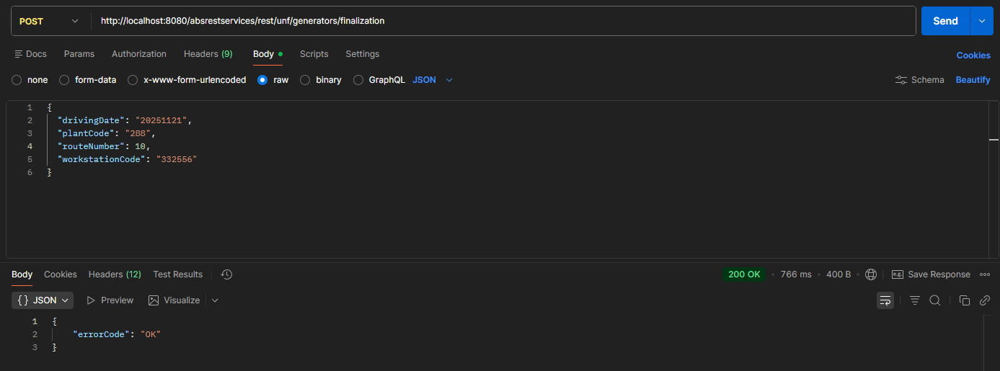 POST http://localhost:8080/absrestservices/rest/unf/generators/finalization Send
Docs Params Authorization Headers (9) Body Scripts Settings Cookies
none form-data x-www-form-urlencoded raw binary GraphQL JSON Schema Beautify
1 {
2 "drivingDate": "20251121",
3 "plantCode": "288",
4 "routeNumber": 10,
5 "workstationCode": "332556"
6 }
Body Cookies Headers (12) Test Results 200 OK • 766 ms • 400 B • e.g. Save Response
{} JSON Preview Visualize
1 {
2 "errorCode": "OK"
3 }